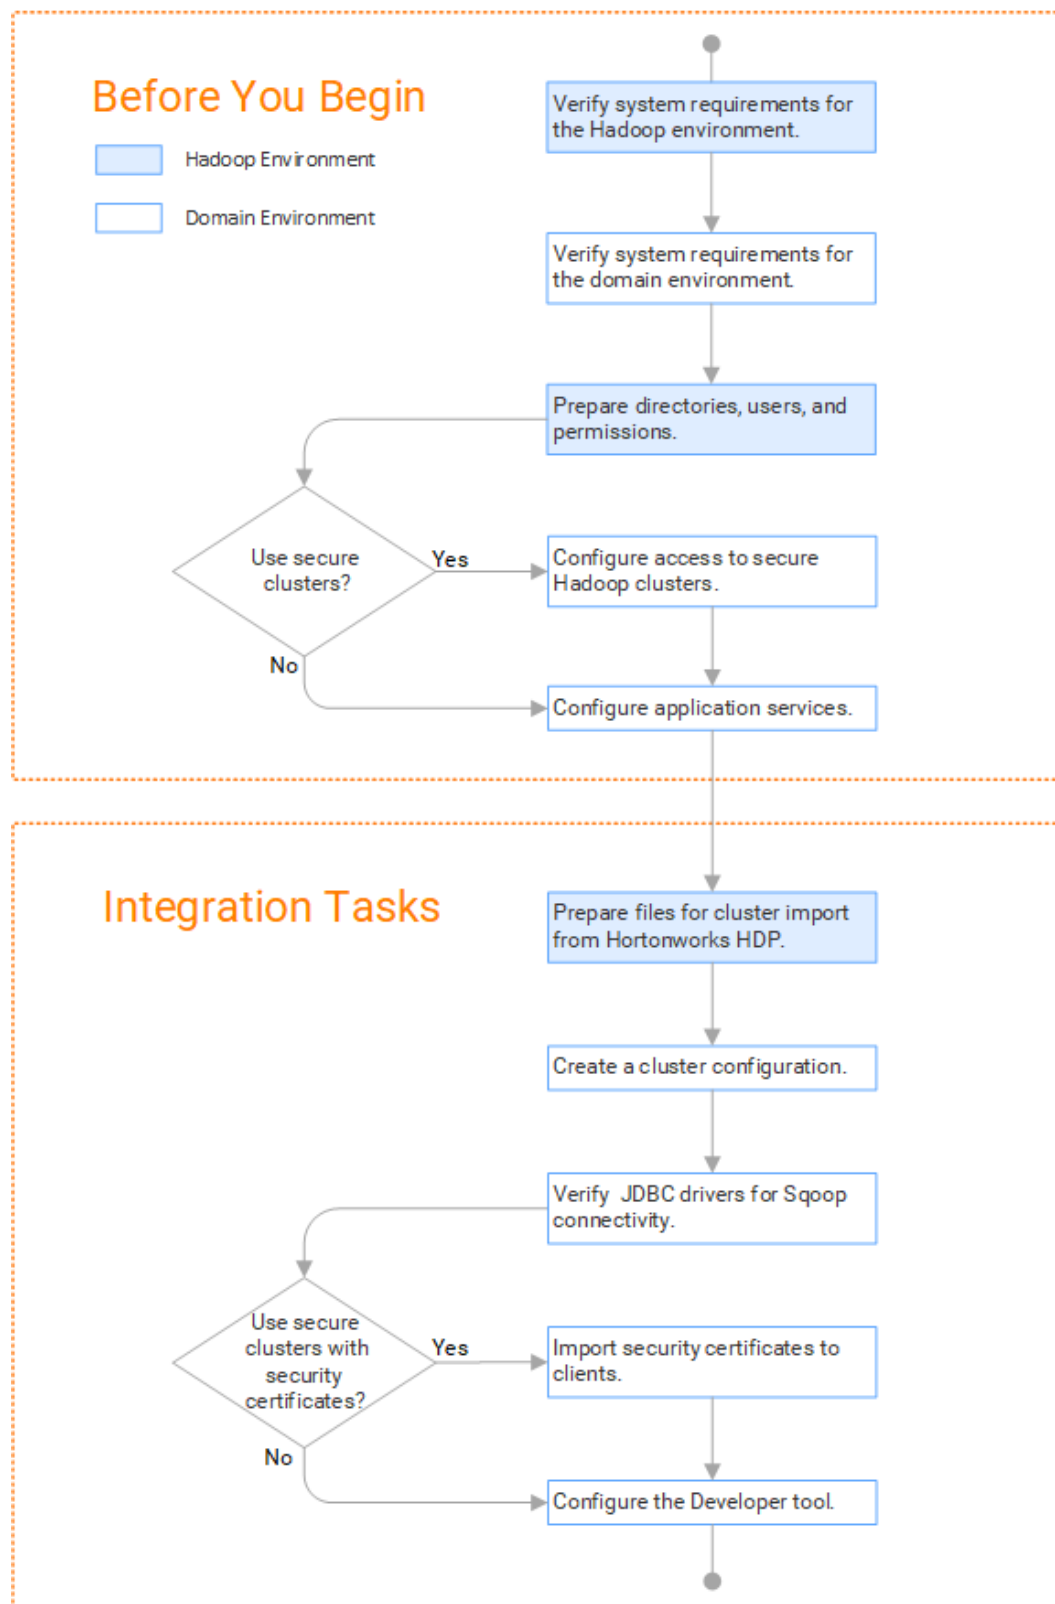 Before You Begin
Hadoop Environment
Domain Environment
Verify system requirements for
the Hadoop environment.
Verify system requirements for
the domain environment.
Prepare directories, users, and
permissions.
Use secure
clusters?
Yes
Configure access to secure
Hadoop clusters.
No
Configure application services.
Integration Tasks
Prepare files for cluster import
from Hortonworks HDP.
Create a cluster configuration.
Verify JDBC drivers for Sqoop
connectivity.
Use secure
clusters with
security
certificates?
Yes
Import security certificates to
clients.
No
Configure the Developer tool.